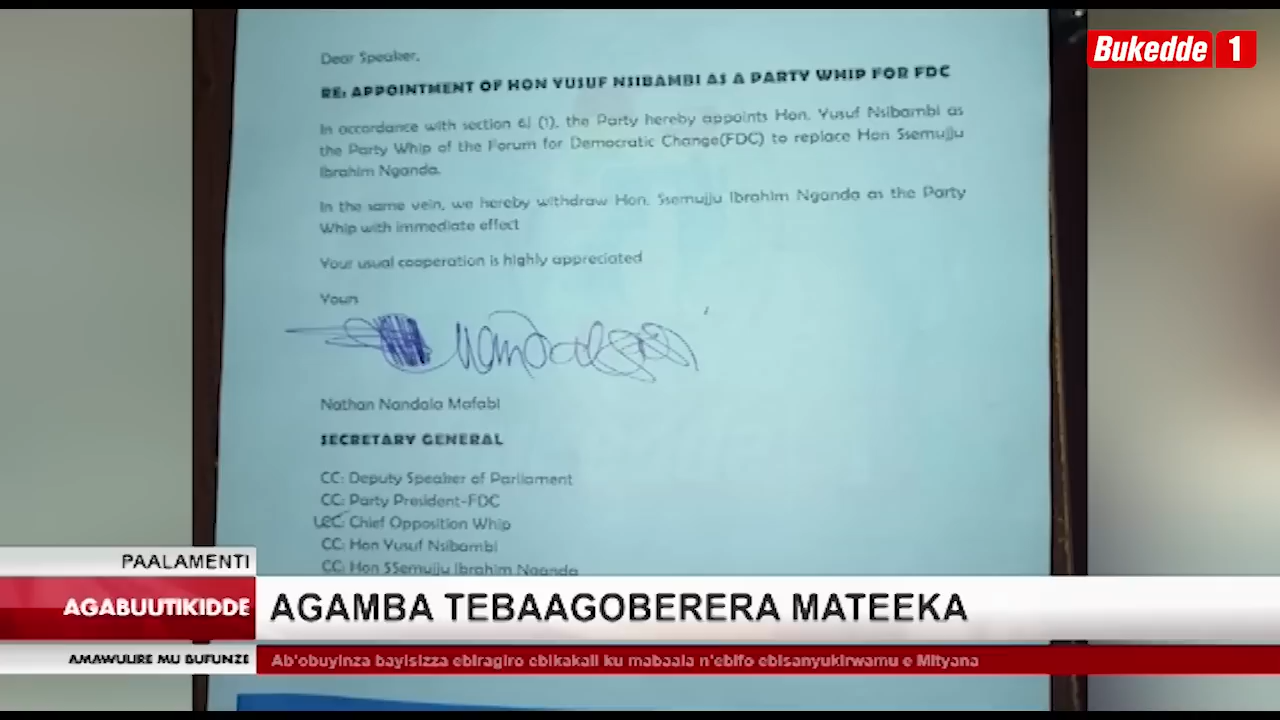 Bukedde 1
Dear Speaker,
RE: APPOINTMENT OF HON YUSUF NSIBAMBI AS A PARTY WHIP FOR FDC
In accordance with section 6) (1), the Party hereby appoints Hon. Yusuf Nsibambi as
the Party Whip of the Forum for Democratic Change(FDC) to replace Hon Ssemujju
Ibrahim Nganda.
In the same vein, we hereby withdraw Hon. Ssemujju Ibrahim Nganda as the Party
Whip with immediate effect
Your usual cooperation is highly appreciated
Nathan Nandala Mafabi
SECRETARY GENERAL
CC: Deputy Speaker of Parliament
CC: Party President-FDC
CC: Chief Opposition Whip
CC: Hon Yusuf Nsibambi
CC: Hon SSemujju Ibrahim Nganda
PAALAMENTI
AGABUUTIKIDDE
AGAMBA TEBAAGOBERERA MATEEKA
AMAWULIRE MU BUFUNZE
Ab'obuyinza bayisizza ebiragiro ebikakali ku mabaala n'ebifo ebisanyukirwamu e Mityana